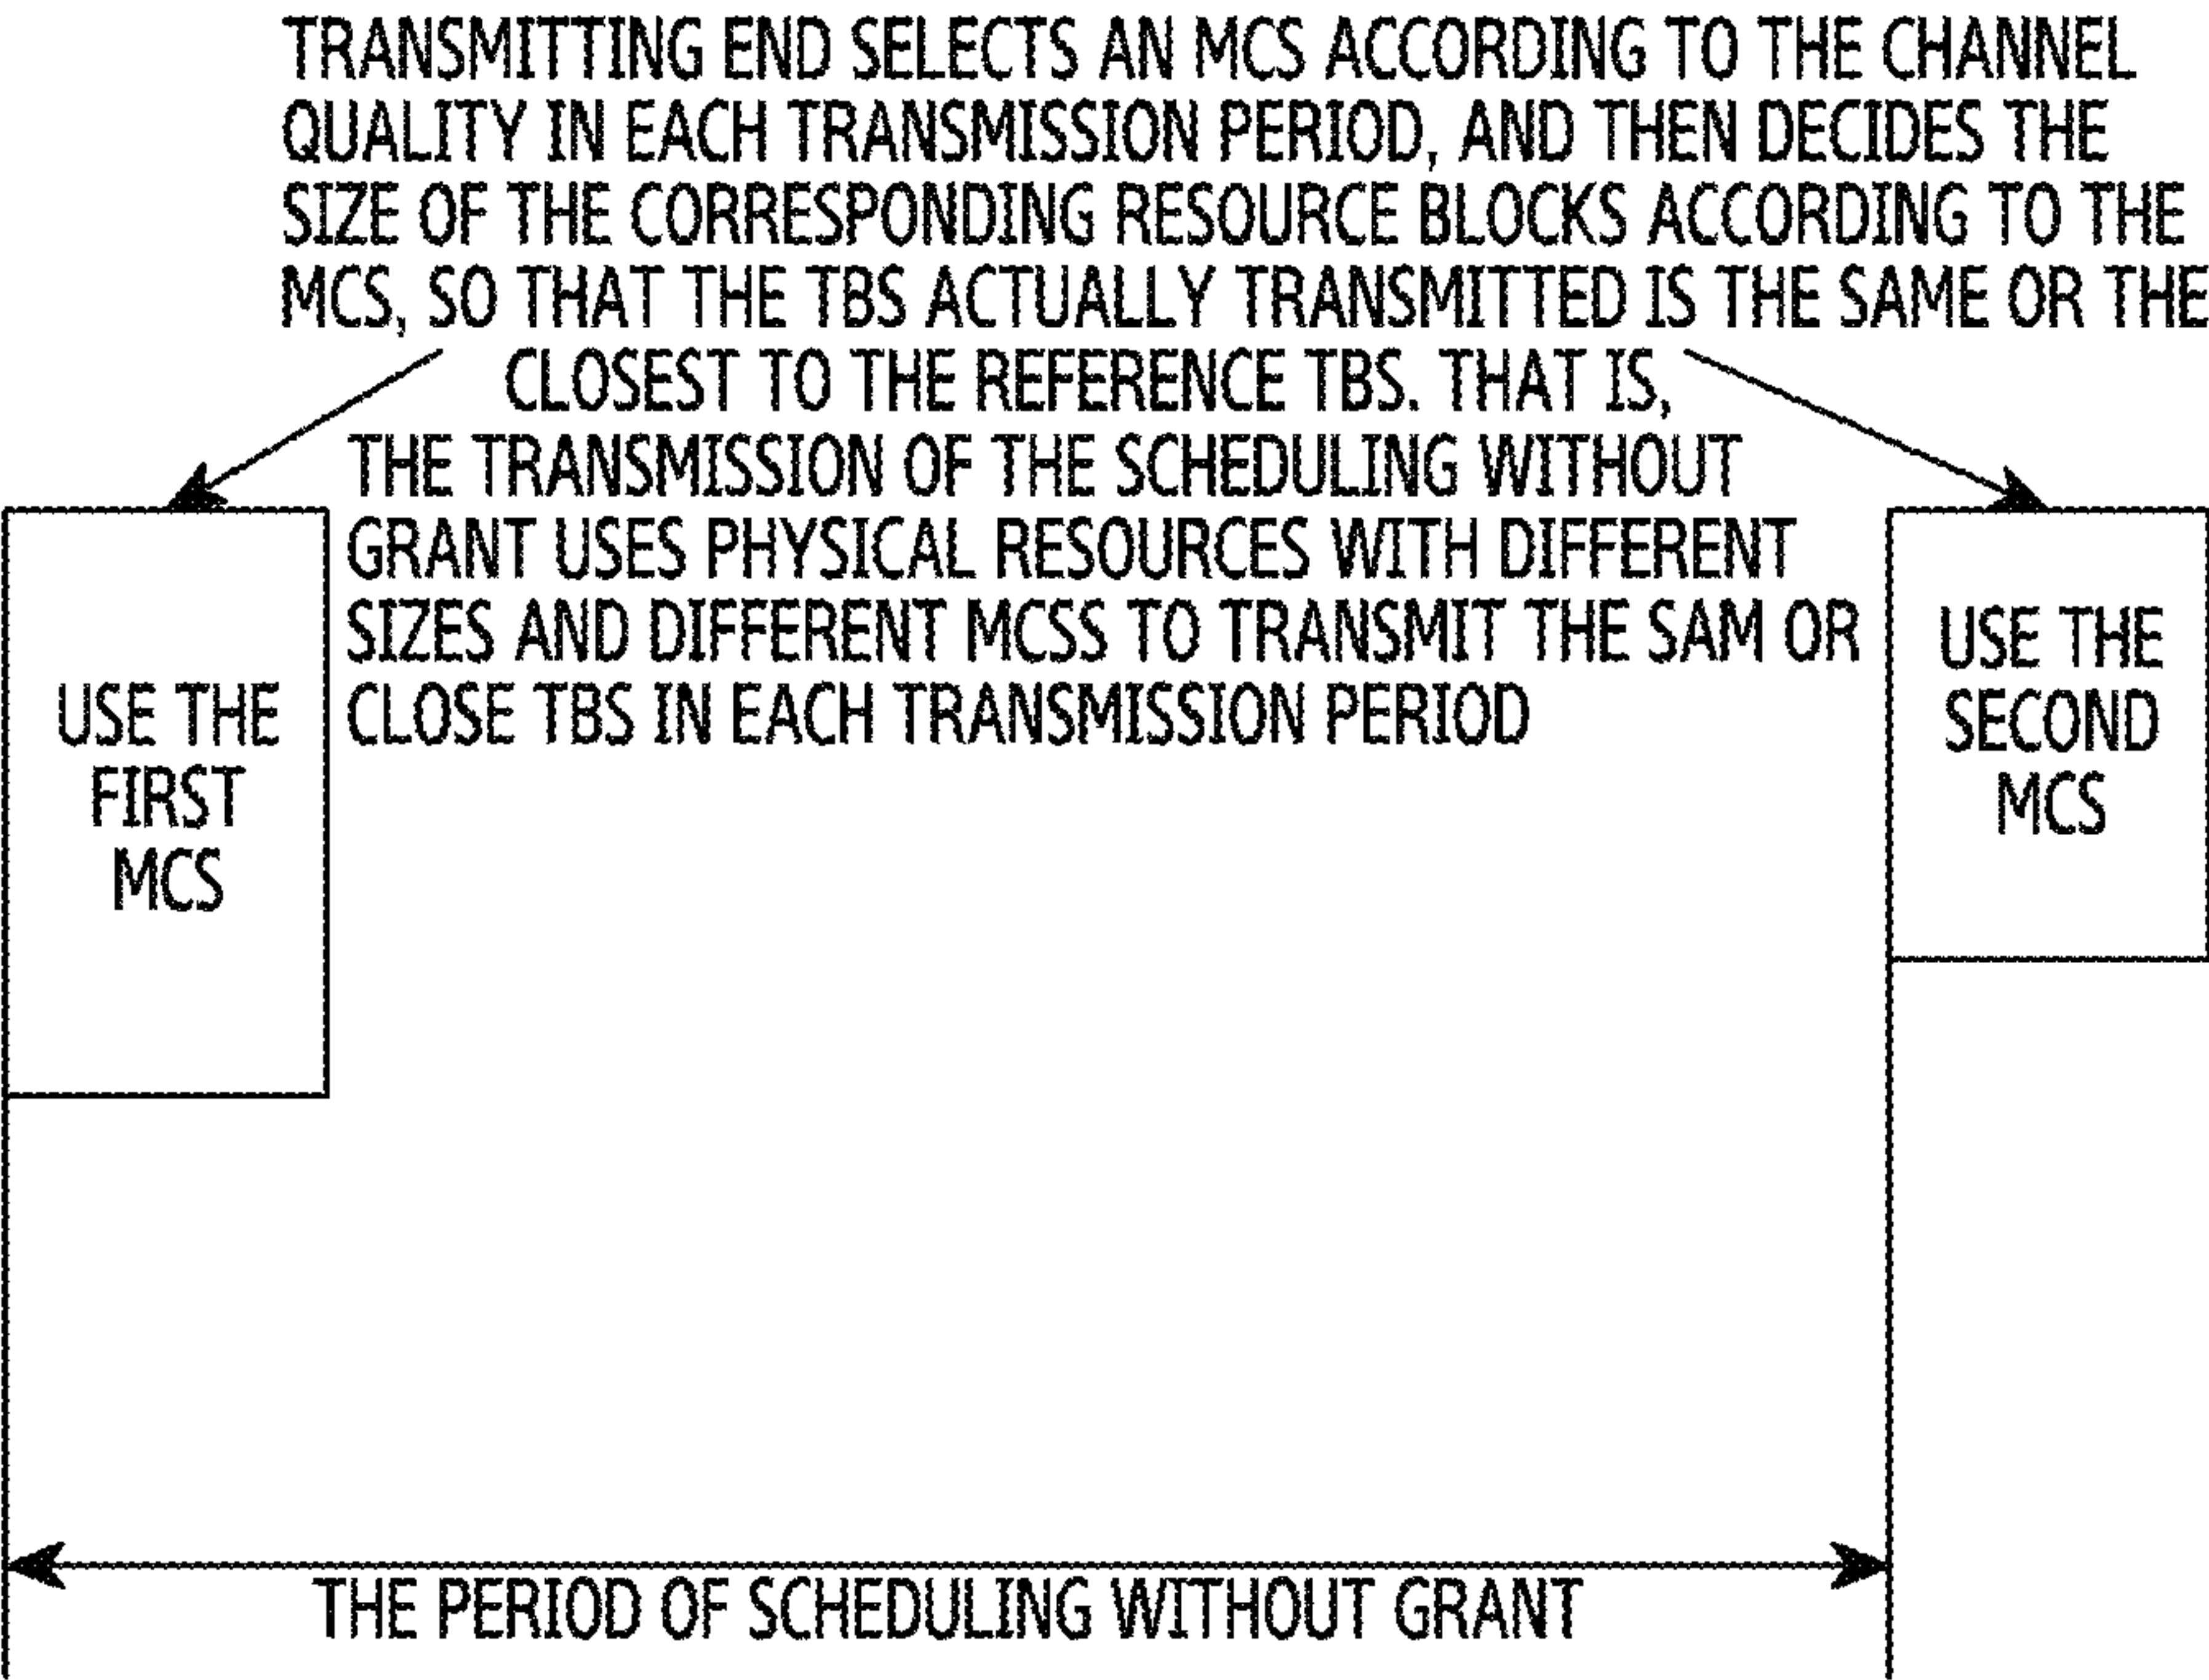 TRANSMITTING END SELECTS AN MCS ACCORDING TO THE CHANNEL
QUALITY IN EACH TRANSMISSION PERIOD, AND THEN DECIDES THE
SIZE OF THE CORRESPONDING RESOURCE BLOCKS ACCORDING TO THE
MCS, SO THAT THE TBS ACTUALLY TRANSMITTED IS THE SAME OR THE
CLOSEST TO THE REFERENCE TBS. THAT IS,
THE TRANSMISSION OF THE SCHEDULING WITHOUT
GRANT USES PHYSICAL RESOURCES WITH DIFFERENT
SIZES AND DIFFERENT MCSS TO TRANSMIT THE SAM OR
CLOSE TBS IN EACH TRANSMISSION PERIOD
USE THE
FIRST
MCS
USE THE
SECOND
MCS
THE PERIOD OF SCHEDULING WITHOUT GRANT